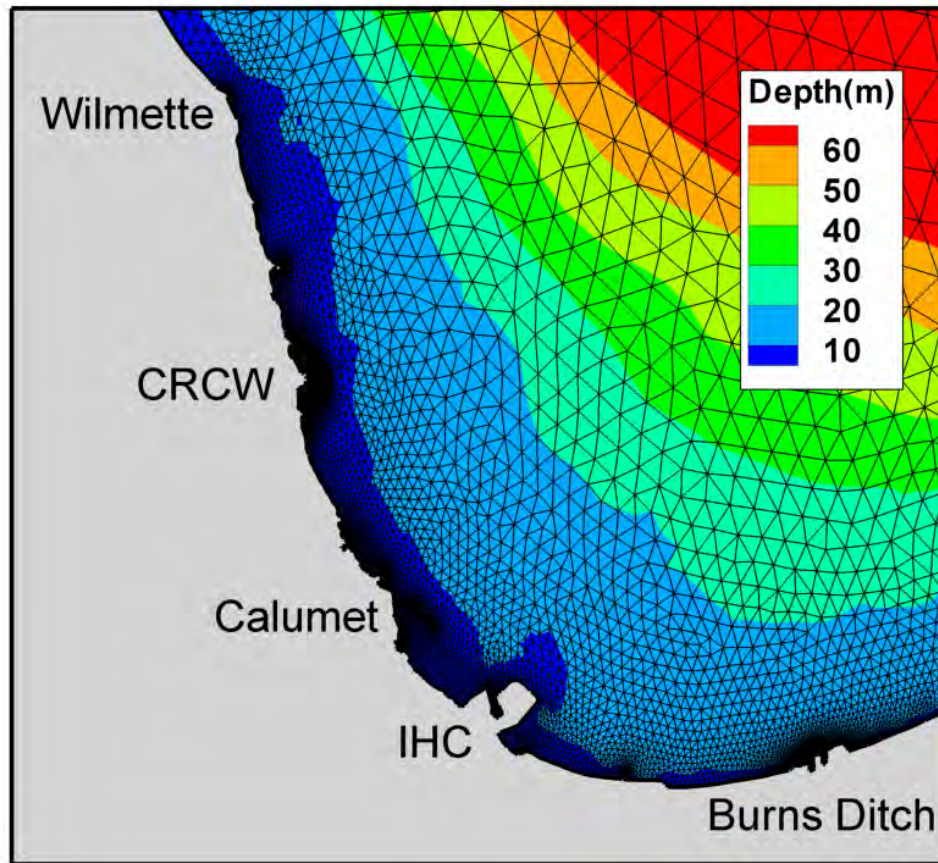 Wilmette
Depth(m)
60
50
40
30
20
10
CRCW
Calumet
IHC
Burns Ditch